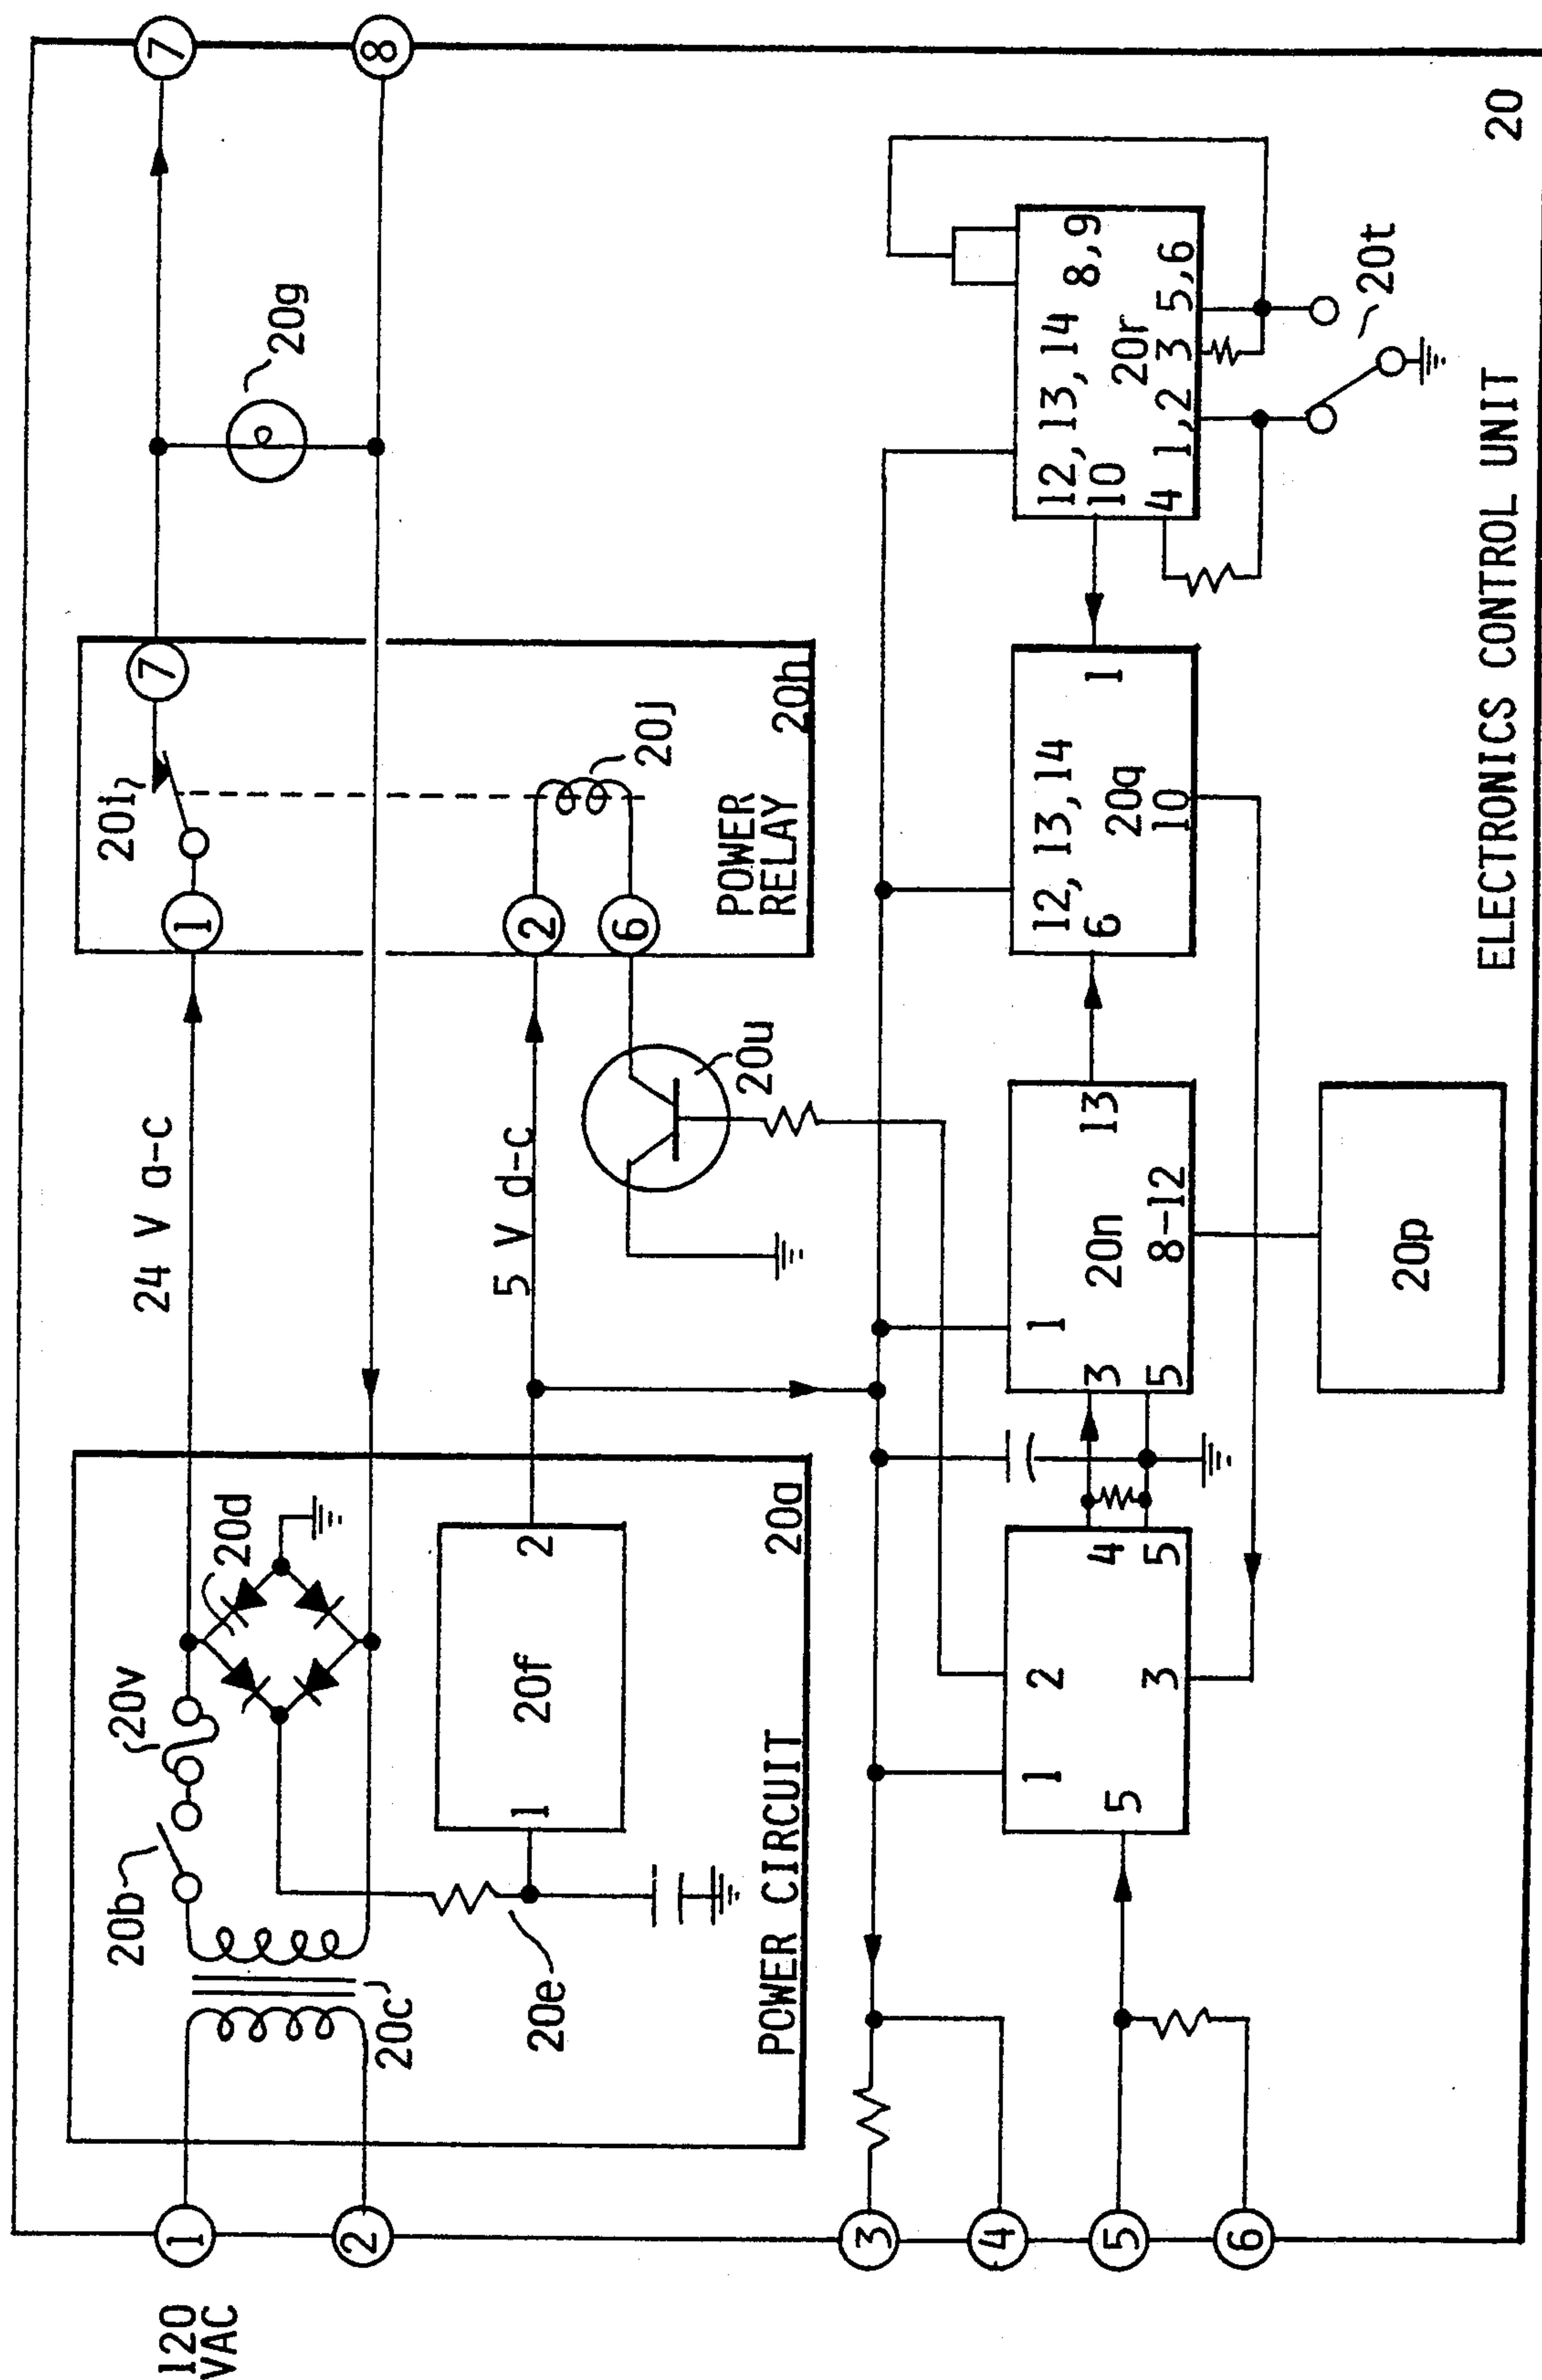 120
VAC
1
2
3
4
5
6
20b
20v
20d
20c
20e
1
20f
2
POWER CIRCUIT
20a
24 V a-c
5 V d-c
20u
1
20i
7
2
6
20j
POWER
RELAY
20h
20g
7
8
1
2
5
3
4
5
1
3
5
20n
8-12
13
20p
12,13,14
6
20q
10
1
12,13,14
10
8,9
20r
4
1,2
3
5,6
20t
ELECTRONICS CONTROL UNIT
20